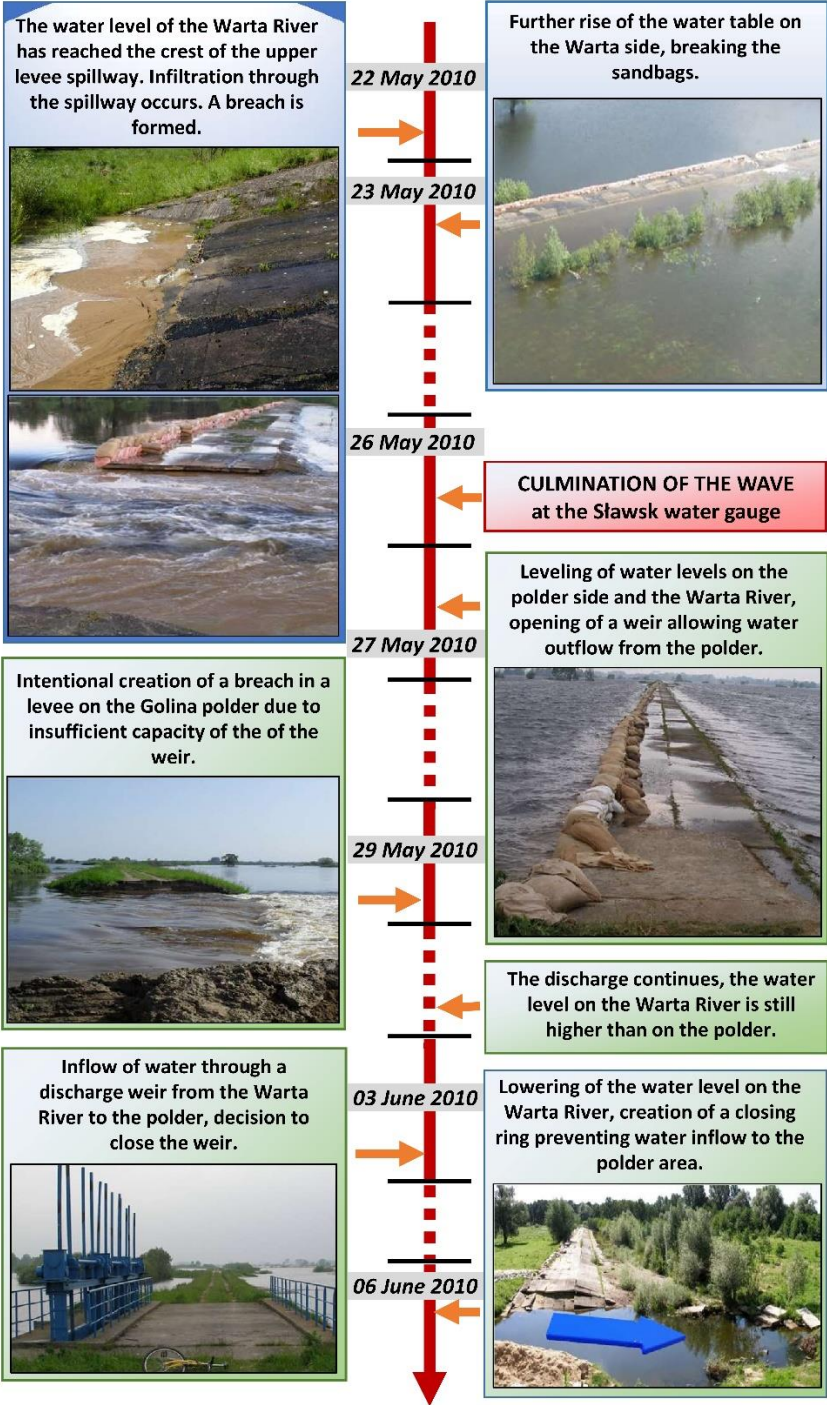 The water level of the Warta River
has reached the crest of the upper
levee spillway. Infiltration through
the spillway occurs. A breach is
formed.
22 May 2010
Further rise of the water table on
the Warta side, breaking the
sandbags.
23 May 2010
26 May 2010
CULMINATION OF THE WAVE
at the Sławsk water gauge
Leveling of water levels on the
polder side and the Warta River,
opening of a weir allowing water
outflow from the polder.
27 May 2010
Intentional creation of a breach in a
levee on the Golina polder due to
insufficient capacity of the of the
weir.
29 May 2010
The discharge continues, the water
level on the Warta River is still
higher than on the polder.
Inflow of water through a
discharge weir from the Warta
River to the polder, decision to
close the weir.
03 June 2010
Lowering of the water level on the
Warta River, creation of a closing
ring preventing water inflow to the
polder area.
06 June 2010